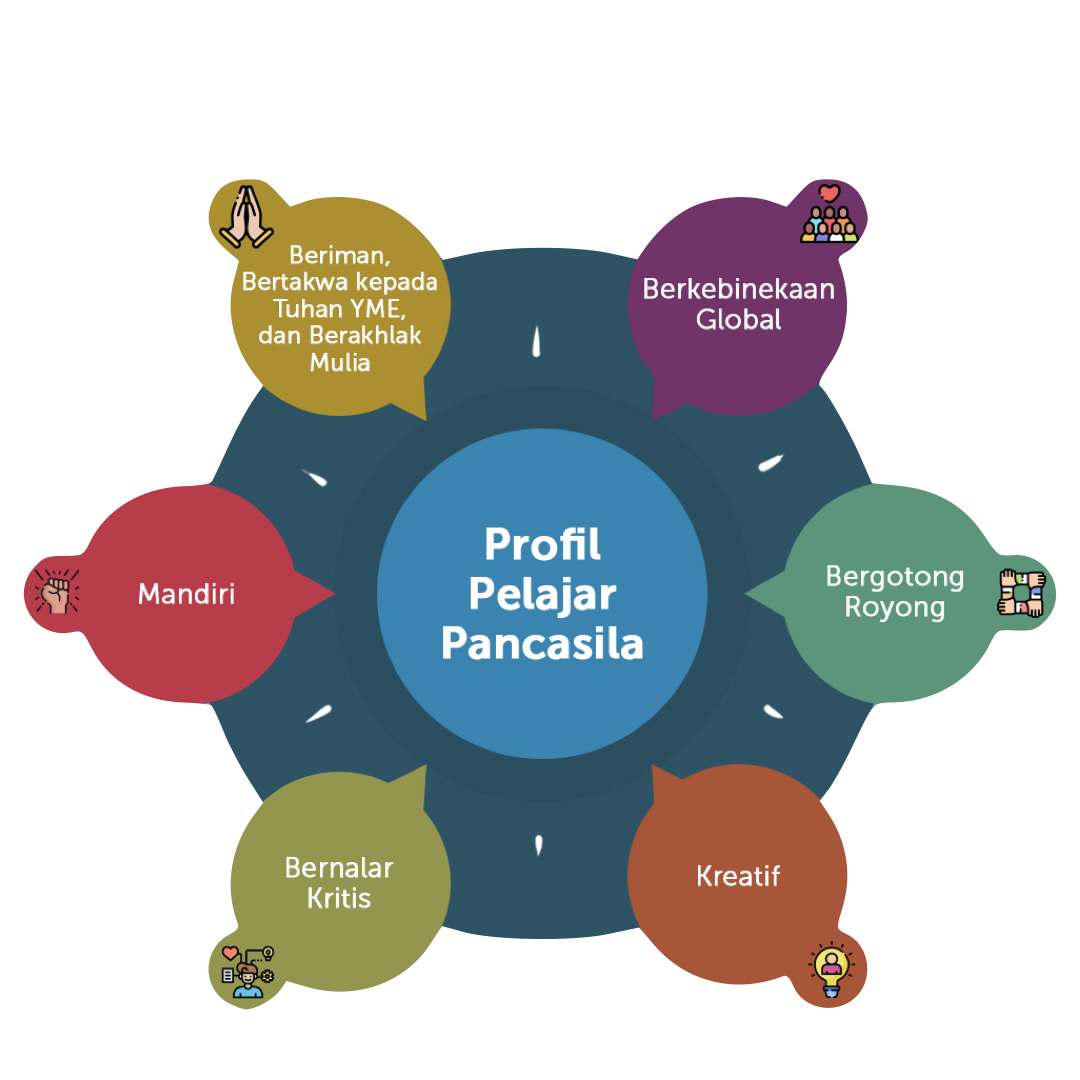 Beriman,
Bertakwa kepada
Tuhan YME,
dan Berakhlak
Mulia
Berkebinekaan
Global
Mandiri
Profil
Pelajar
Pancasila
Bergotong
Royong
Bernalar
Kritis
Kreatif